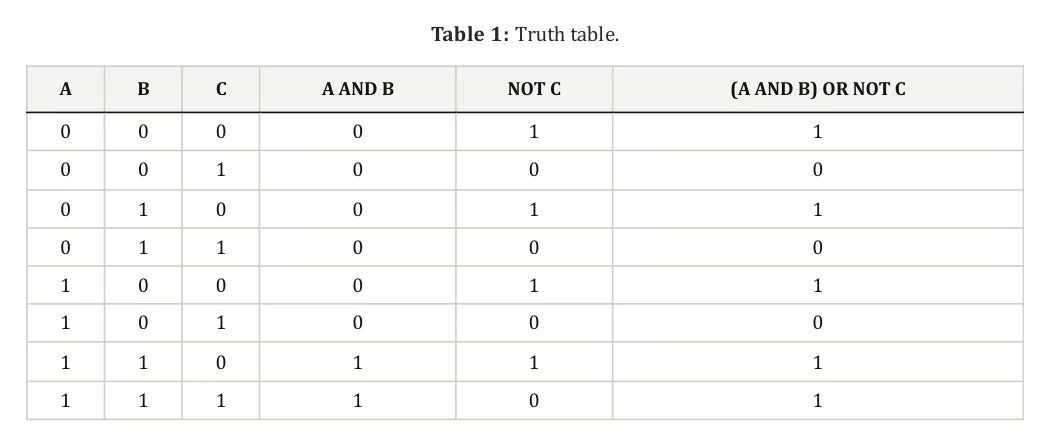 Table 1: Truth table.
A B C A AND B NOT C (A AND B) OR NOT C
0 0 0 0 1 1
0 0 1 0 0 0
0 1 0 0 1 1
0 1 1 0 0 0
1 0 0 0 1 1
1 0 1 0 0 0
1 1 0 1 1 1
1 1 1 1 0 1